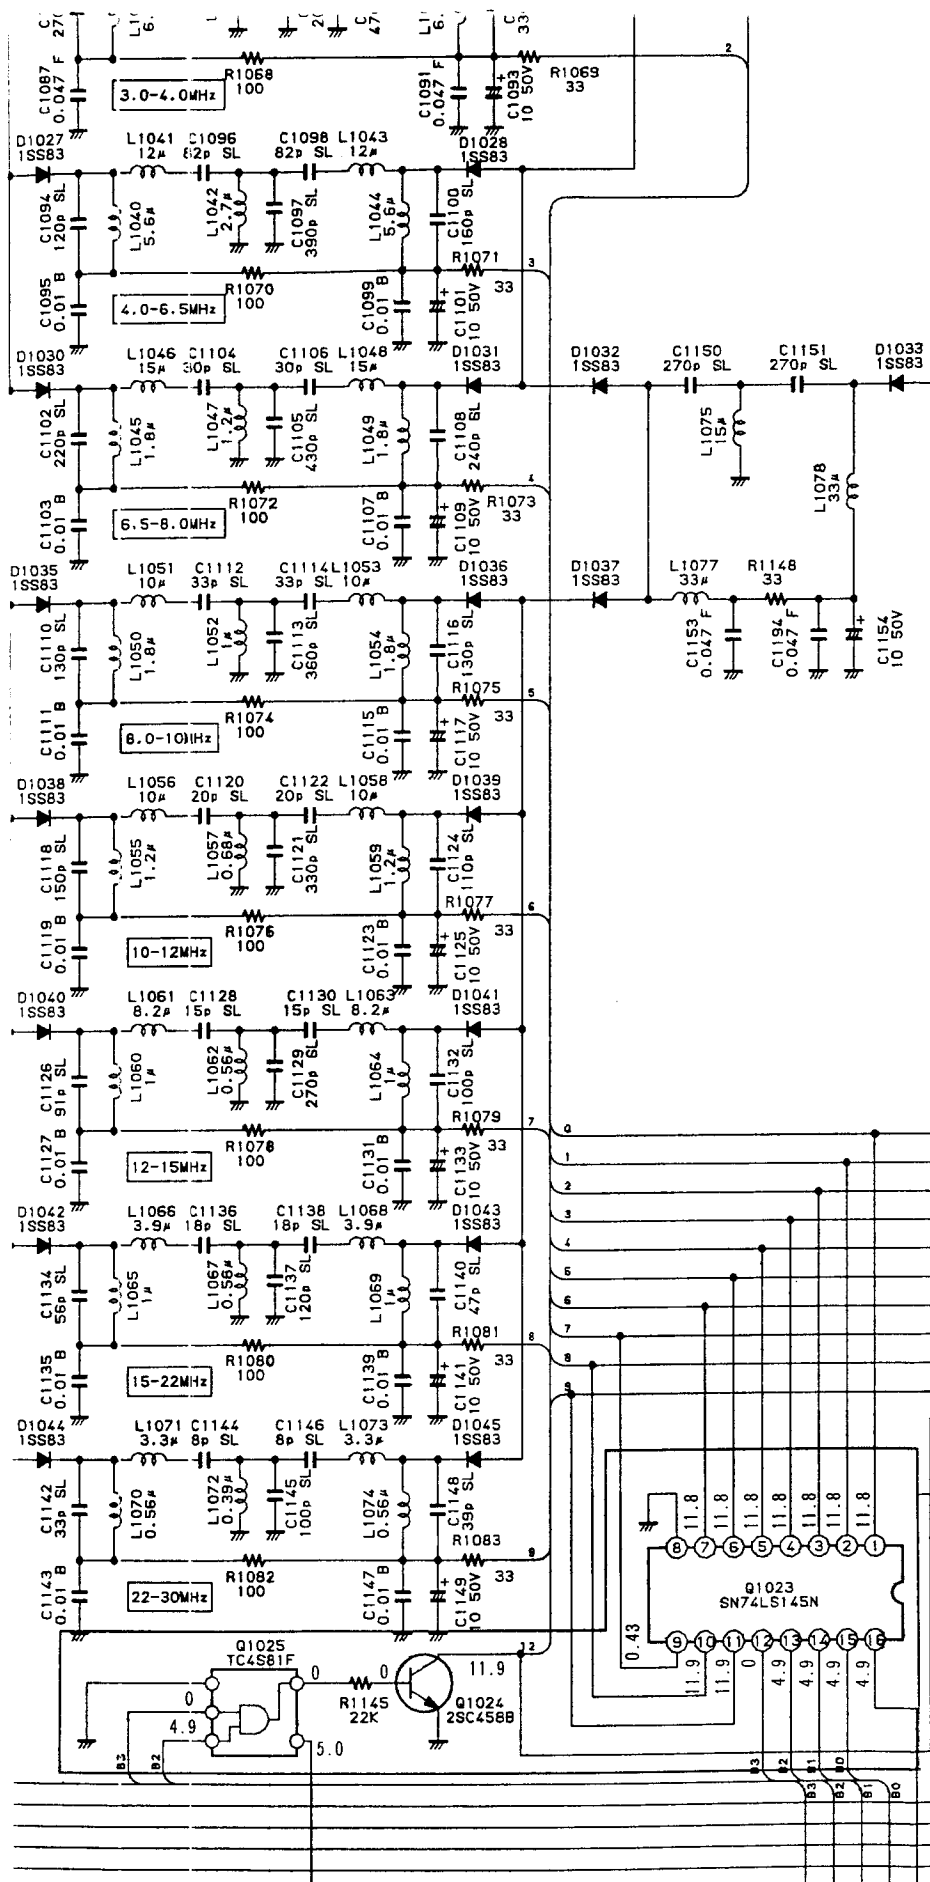 R1068
100
R1069
33
2
C1087
0.047 F
3.0-4.0MHz
C1091
0.047 F
C1093
10 50V
D1027
1SS83
L1041
12μ
C1096
82p SL
C1098
82p SL
L1043
12μ
D1028
1SS83
C1094
120p SL
L1040
5.6μ
L1042
2.7μ
C1097
390p SL
L1044
5.6μ
C1100
160p SL
R1070
100
R1071
33
3
C1095
0.01 B
4.0-6.5MHz
C1099
0.01 B
C1101
10 50V
D1030
1SS83
L1046
15μ
C1104
30p SL
C1106
30p SL
L1048
15μ
D1031
1SS83
D1032
1SS83
C1150
270p SL
C1151
270p SL
D1033
1SS83
C1102
220p SL
L1045
1.8μ
L1047
1.2μ
C1105
430p SL
L1049
1.8μ
C1108
240p SL
L1075
15μ
L1078
33μ
R1072
100
R1073
33
4
C1103
0.01 B
6.5-8.0MHz
C1107
0.01 B
C1109
10 50V
D1035
1SS83
L1051
10μ
C1112
33p SL
C1114
33p SL
L1053
10μ
D1036
1SS83
D1037
1SS83
L1077
33μ
R1148
33
C1110
130p SL
L1050
1.8μ
L1052
1μ
C1113
360p SL
L1054
1.8μ
C1116
130p SL
C1153
0.047 F
C1194
0.047 F
C1154
10 50V
R1074
100
R1075
33
5
C1111
0.01 B
8.0-10MHz
C1115
0.01 B
C1117
10 50V
D1038
1SS83
L1056
10μ
C1120
20p SL
C1122
20p SL
L1058
10μ
D1039
1SS83
C1118
150p SL
L1055
1.2μ
L1057
0.68μ
C1121
330p SL
L1059
1.2μ
C1124
110p SL
R1076
100
R1077
33
6
C1119
0.01 B
10-12MHz
C1123
0.01 B
C1125
10 50V
D1040
1SS83
L1061
8.2μ
C1128
15p SL
C1130
15p SL
L1063
8.2μ
D1041
1SS83
C1126
91p SL
L1060
1μ
L1062
0.56μ
C1129
270p SL
L1064
1μ
C1132
100p SL
R1078
100
R1079
33
7
C1127
0.01 B
12-15MHz
C1131
0.01 B
C1133
10 50V
0
1
2
3
4
5
6
7
8
9
D1042
1SS83
L1066
3.9μ
C1136
18p SL
C1138
18p SL
L1068
3.9μ
D1043
1SS83
C1134
56p SL
L1065
1μ
L1067
0.58μ
C1137
120p SL
L1069
1μ
C1140
47p SL
R1080
100
R1081
33
8
C1135
0.01 B
15-22MHz
C1139
0.01 B
C1141
10 50V
D1044
1SS83
L1071
3.3μ
C1144
8p SL
C1146
8p SL
L1073
3.3μ
D1045
1SS83
C1142
33p SL
L1070
0.56μ
L1072
0.39μ
C1145
100p SL
L1074
0.56μ
C1148
39p SL
R1082
100
R1083
33
9
C1143
0.01 B
22-30MHz
C1147
0.01 B
C1149
10 50V
11.8 11.8 11.8 11.8 11.8 11.8 11.8
8 7 6 5 4 3 2 1
Q1023
SN74LS145N
9 10 11 12 13 14 15 16
0.43 11.9 11.9 0 4.9 4.9 4.9 4.9
Q1025
TC4S81F
0
0
12
11.9
R1145
22K
Q1024
2SC458B
0
4.9
5.0
B3
B2
B3
B2
B1
B0
B3
B2
B1
B0